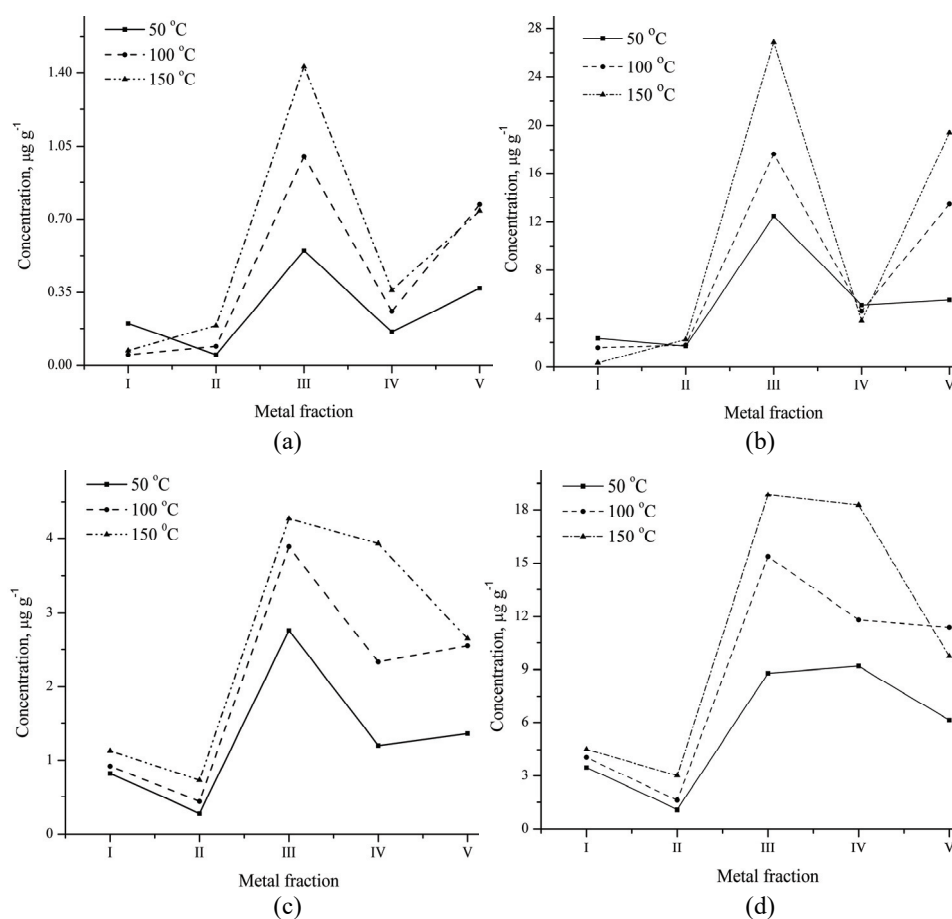 50 °C
100 °C
150 °C
1.40
1.05
0.70
0.35
0.00
Concentration, µg g-1
I II III IV V
Metal fraction
(a)
50 °C
100 °C
150 °C
28
24
20
16
12
8
4
0
Concentration, µg g-1
I II III IV V
Metal fraction
(b)
50 °C
100 °C
150 °C
4
3
2
1
0
Concentration, µg g-1
I II III IV V
Metal fraction
(c)
50 °C
100 °C
150 °C
18
15
12
9
6
3
0
Concentration, µg g-1
I II III IV V
Metal fraction
(d)